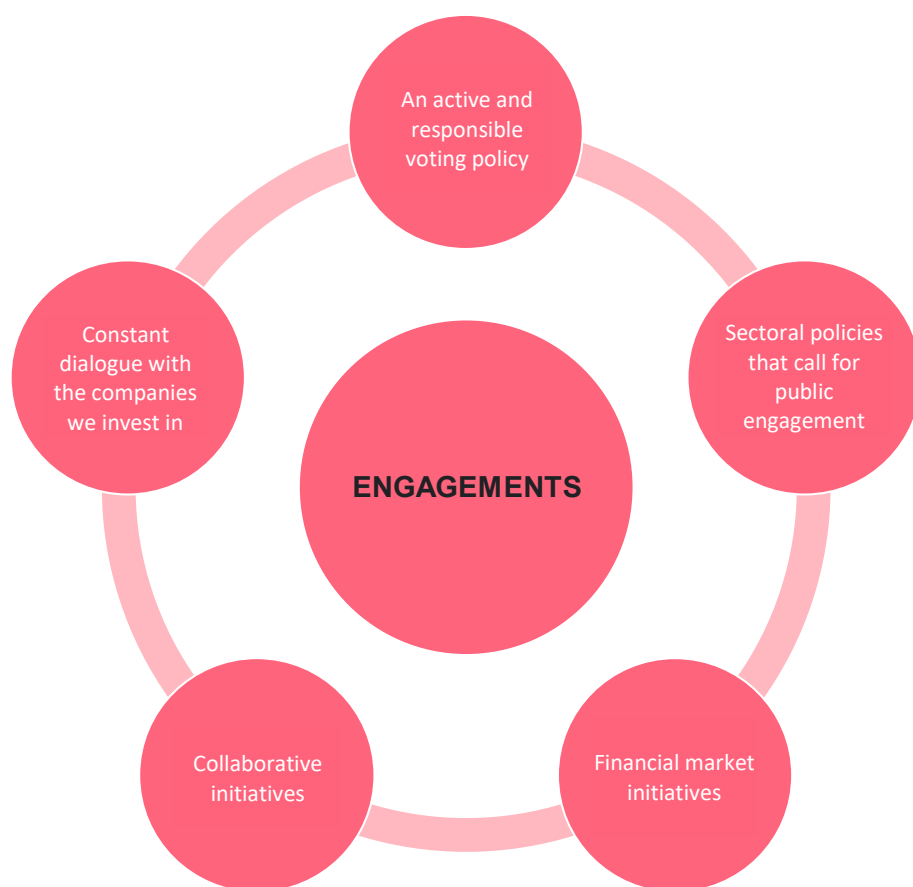 An active and
responsible
voting policy
Sectoral policies
that call for
public
engagement
Constant
dialogue with
the companies
we invest in
ENGAGEMENTS
Financial market
initiatives
Collaborative
initiatives